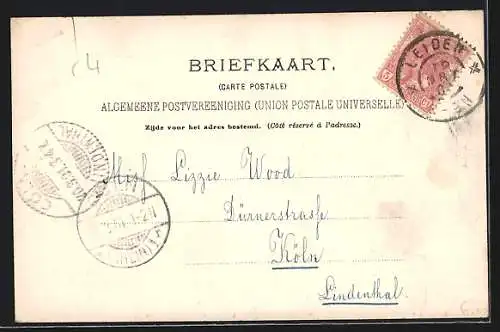 c4
BRIEFKAART.
(CARTE POSTALE)
ALGEMEENE POSTVEREENIGING (UNION POSTALE UNIVERSELLE)
Zijde voor het adres bestemd. (Côté réservé à l'adresse.)
LEIDEN
Miss Lizzie Wood
Dürnerstrasse
Köln
Lindenthal.